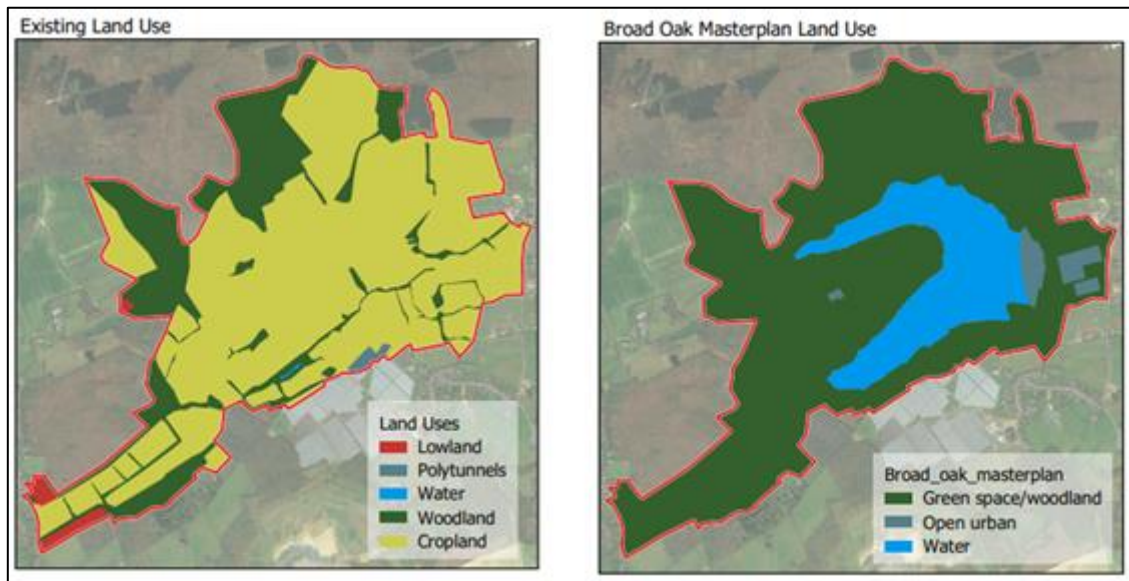 Existing Land Use
Land Uses
Lowland
Polytunnels
Water
Woodland
Cropland
Broad Oak Masterplan Land Use
Broad_oak_masterplan
Green space/woodland
Open urban
Water